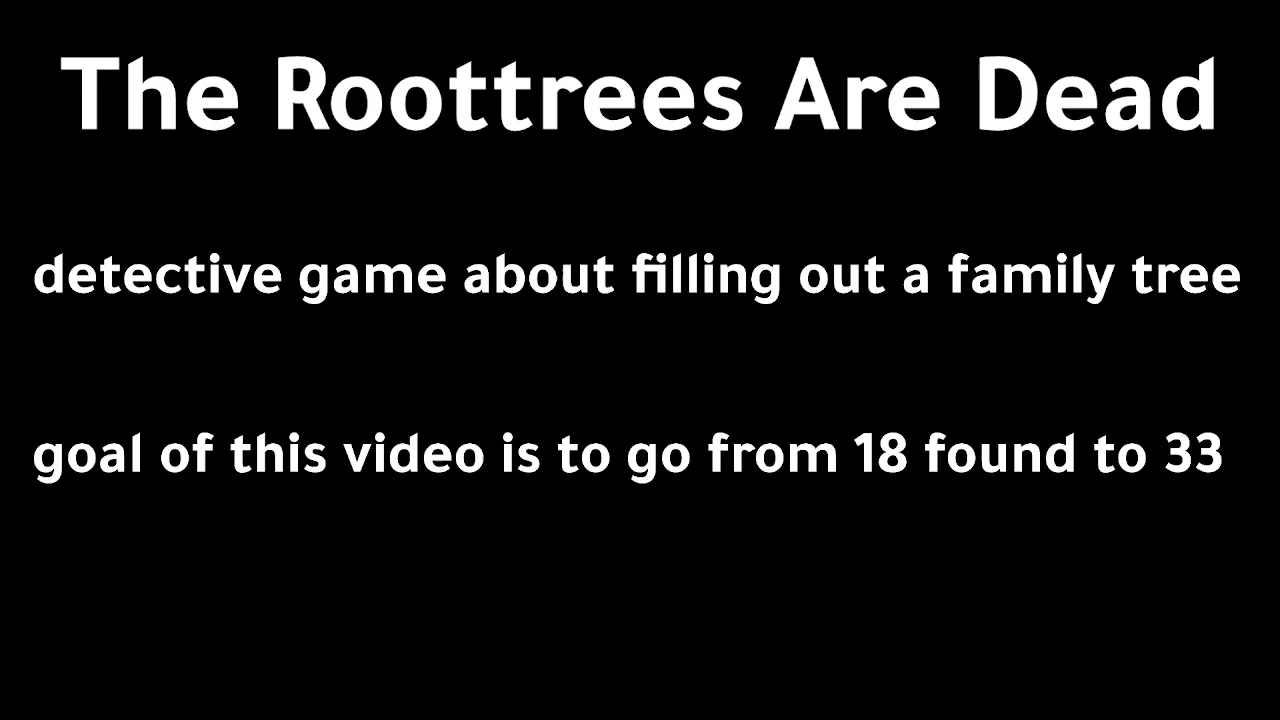 The Roottrees Are Dead
detective game about filling out a family tree
goal of this video is to go from 18 found to 33